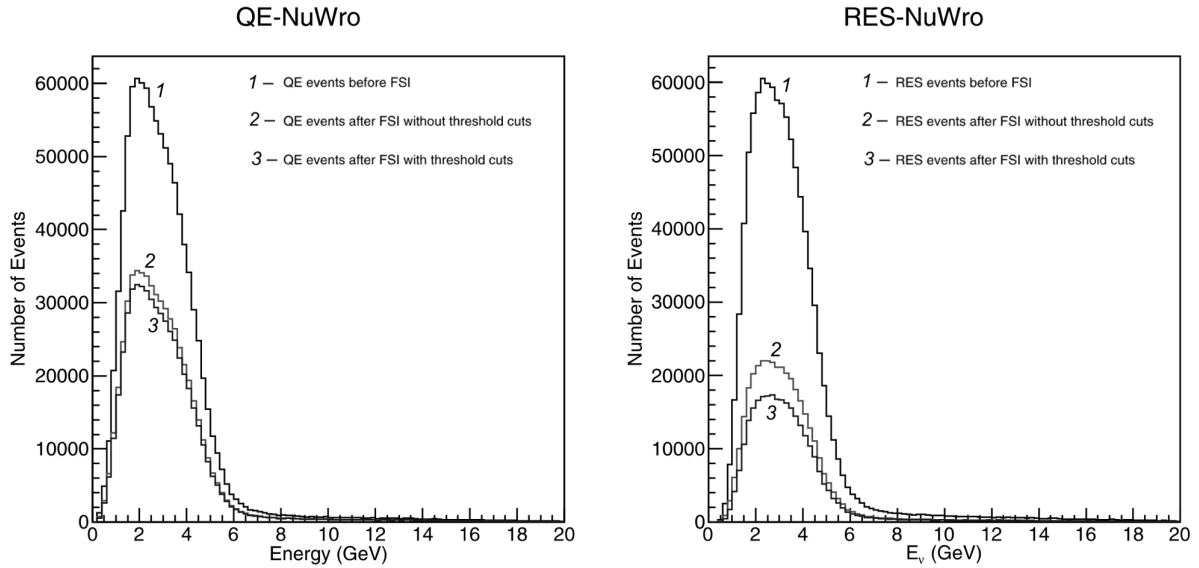 QE-NuWro
60000
50000
40000
30000
20000
10000
0
Number of Events
1 – QE events before FSI
2 – QE events after FSI without threshold cuts
3 – QE events after FSI with threshold cuts
1
2
3
0 2 4 6 8 10 12 14 16 18 20
Energy (GeV)
RES-NuWro
60000
50000
40000
30000
20000
10000
0
Number of Events
1 – RES events before FSI
2 – RES events after FSI without threshold cuts
3 – RES events after FSI with threshold cuts
1
2
3
0 2 4 6 8 10 12 14 16 18 20
Eν (GeV)